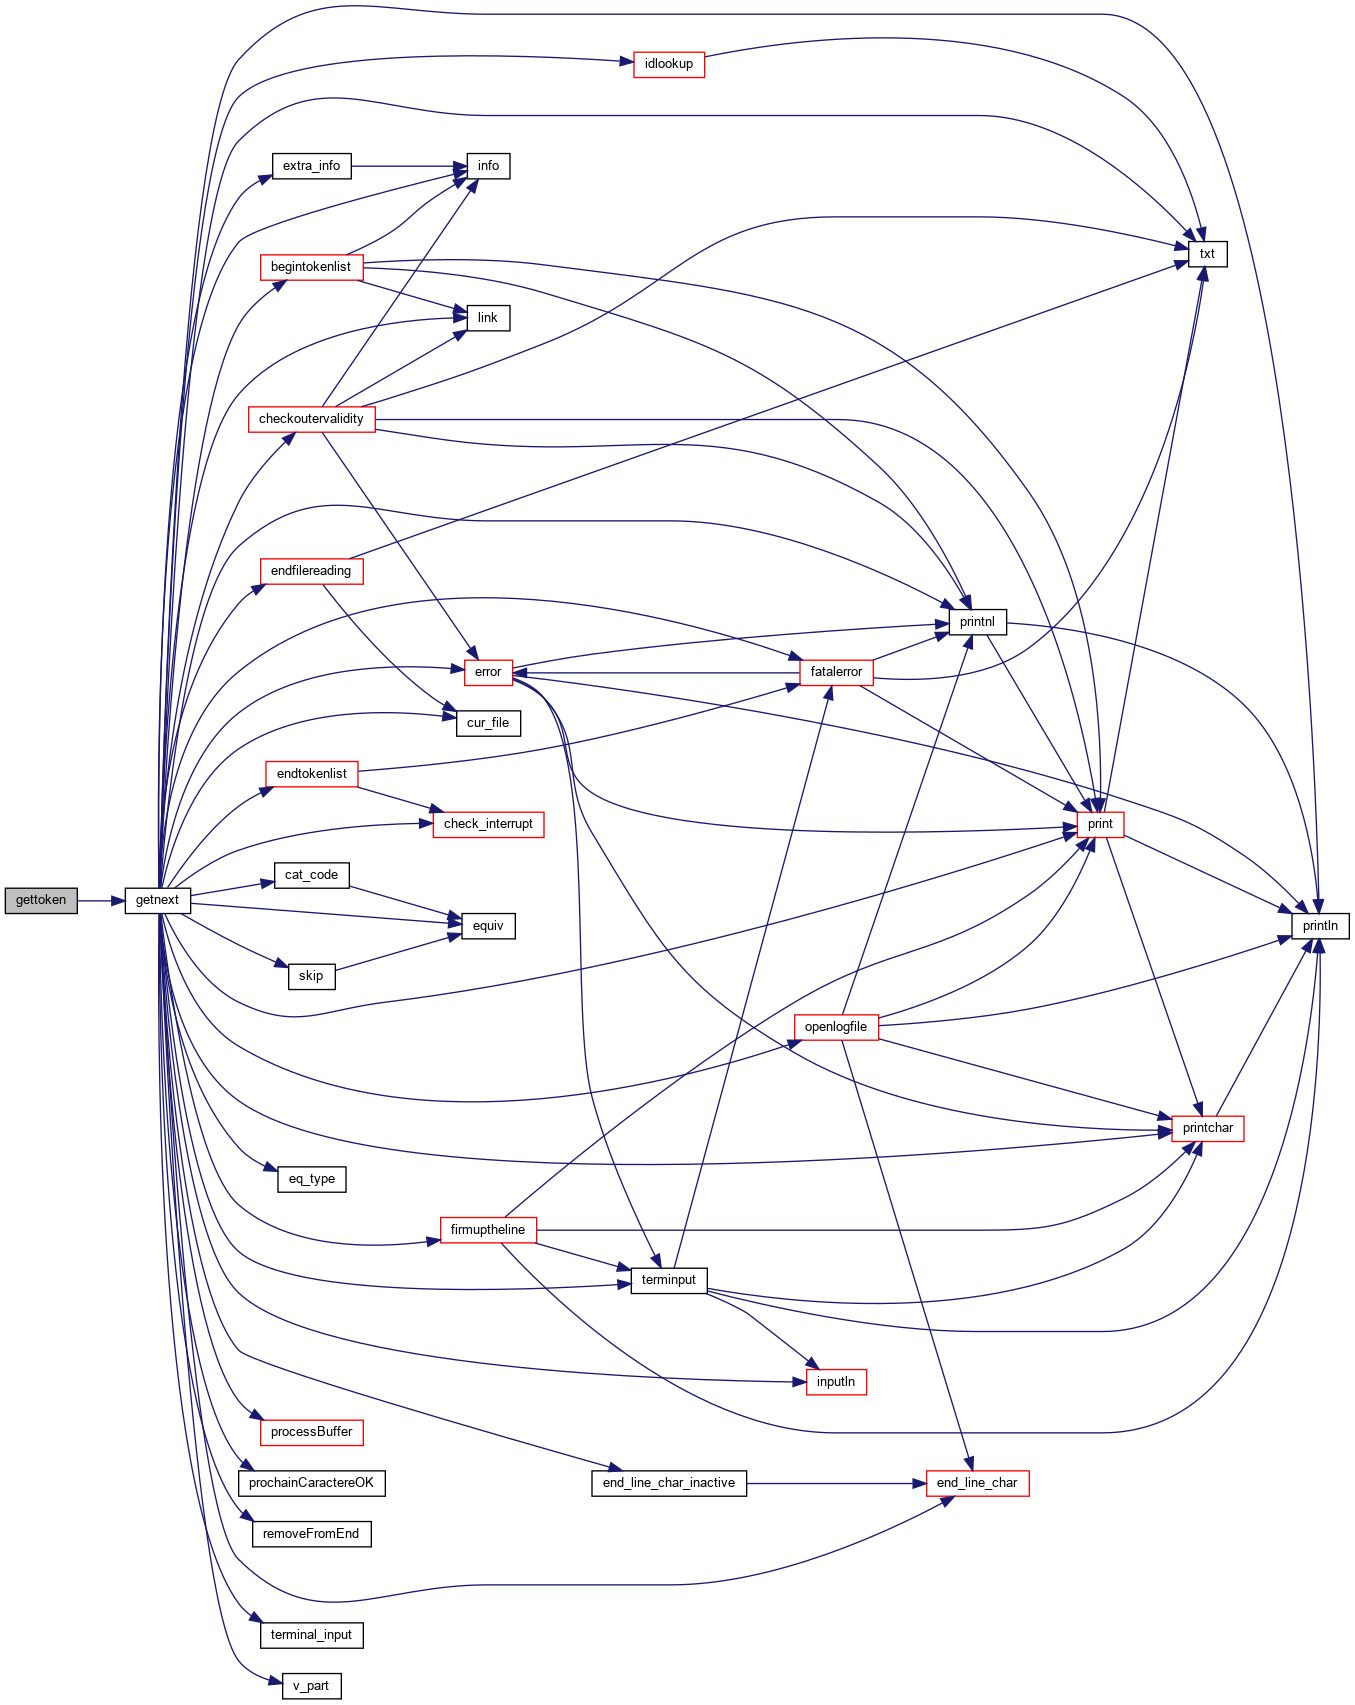 idlookup
extra_info
info
txt
begintokenlist
link
checkoutervalidity
endfilereading
printnl
error
fatalerror
cur_file
endtokenlist
check_interrupt
print
cat_code
gettoken
getnext
equiv
println
skip
openlogfile
printchar
eq_type
firmuptheline
terminput
inputln
processBuffer
prochainCaractereOK
end_line_char_inactive
end_line_char
removeFromEnd
terminal_input
v_part